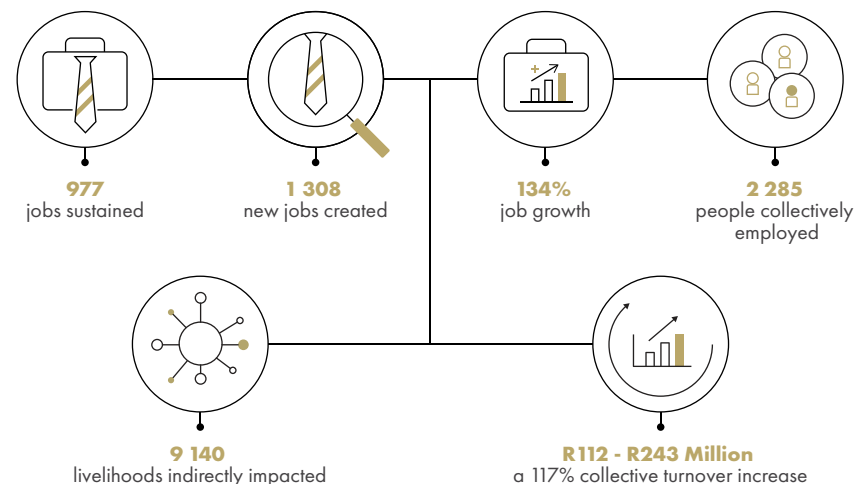 977
jobs sustained
1 308
new jobs created
134%
job growth
2 285
people collectively
employed
9 140
livelihoods indirectly impacted
R112 - R243 Million
a 117% collective turnover increase